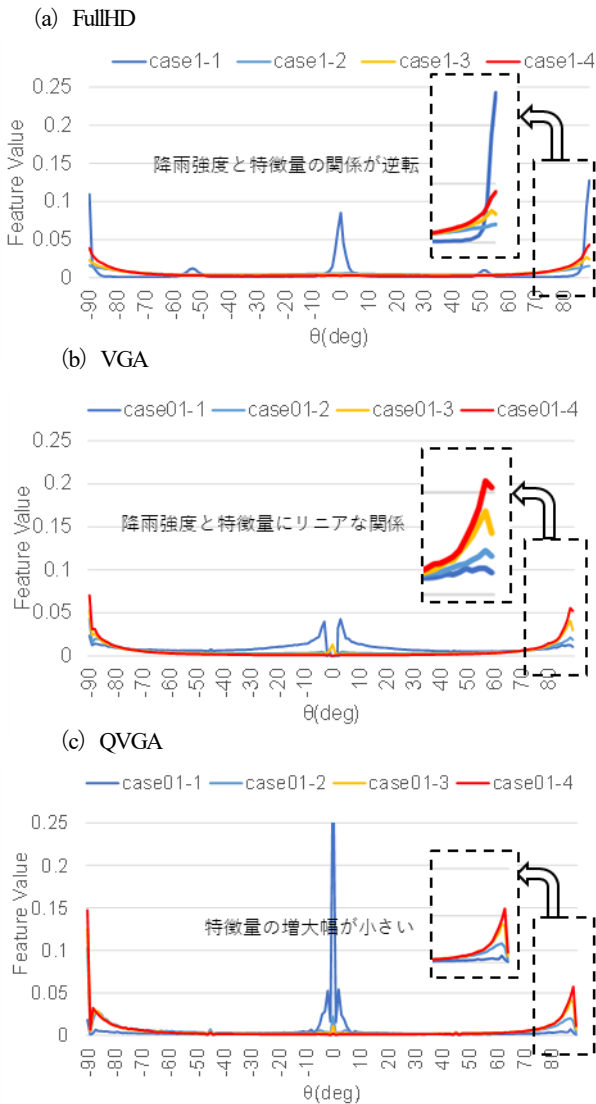 (a) FullHD
case1-1 case1-2 case1-3 case1-4
0.25
0.2
0.15
0.1
0.05
0
Feature Value
降雨強度と特徴量の関係が逆転
-90 -80 -70 -60 -50 -40 -30 -20 -10 0 10 20 30 40 50 60 70 80
θ(deg)
(b) VGA
case01-1 case01-2 case01-3 case01-4
0.25
0.2
0.15
0.1
0.05
0
Feature Value
降雨強度と特徴量にリニアな関係
-90 -80 -70 -60 -50 -40 -30 -20 -10 0 10 20 30 40 50 60 70 80
θ(deg)
(c) QVGA
case01-1 case01-2 case01-3 case01-4
0.25
0.2
0.15
0.1
0.05
0
Feature Value
特徴量の増大幅が小さい
-90 -80 -70 -60 -50 -40 -30 -20 -10 0 10 20 30 40 50 60 70 80
θ(deg)